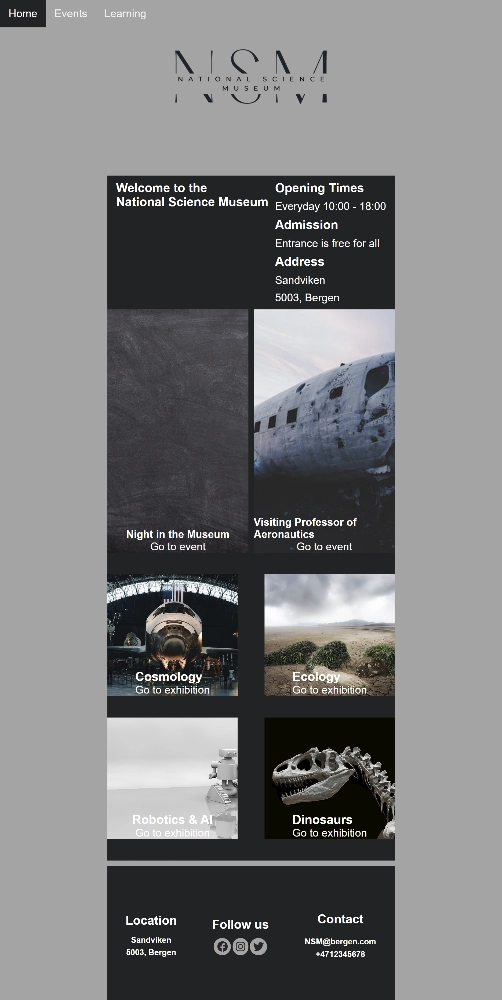 Home Events Learning
NSM
NATIONAL SCIENCE
MUSEUM
Welcome to the
National Science Museum
Opening Times
Everyday 10:00 - 18:00
Admission
Entrance is free for all
Address
Sandviken
5003, Bergen
Night in the Museum
Go to event
Visiting Professor of
Aeronautics
Go to event
Cosmology
Go to exhibition
Ecology
Go to exhibition
Robotics & AI
Go to exhibition
Dinosaurs
Go to exhibition
Location
Sandviken
5003, Bergen
Follow us
Contact
NSM@bergen.com
+4712345678